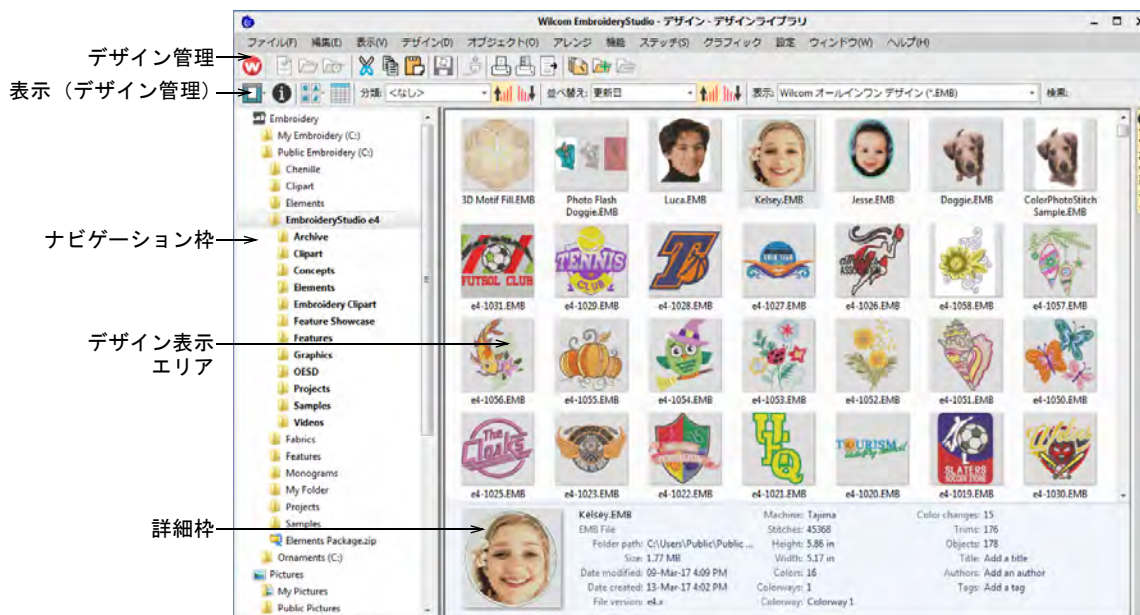 Wilcom EmbroideryStudio - デザイン - デザインライブラリ
ファイル(F) 編集(E) 表示(V) デザイン(D) オブジェクト(O) アレンジ 機能 ステッチ(S) グラフィック 設定 ウィンドウ(W) ヘルプ(H)
デザイン管理
表示（デザイン管理）
分類: <なし> 並べ替え: 更新日 表示: Wilcom オールインワン デザイン (*.EMB) 検索:
ナビゲーション枠
デザイン表示
エリア
詳細枠
Embroidery
My Embroidery (C:)
Public Embroidery (C:)
Chenille
Clipart
Elements
EmbroideryStudio e4
Archive
Clipart
Concepts
Elements
Embroidery Clipart
Feature Showcase
Features
Graphics
OESD
Projects
Samples
Videos
Fabrics
Features
Monograms
My Folder
Projects
Samples
Elements Package.zip
Ornaments (C:)
Pictures
My Pictures
Public Pictures
3D Motif Fill.EMB Photo Flash Doggie.EMB Luca.EMB Kelsey.EMB Jesse.EMB Doggie.EMB ColorPhotoStitch Sample.EMB
FUTBOL CLUB
TENNIS
CLUB
T
ASSOCIATION
e4-1031.EMB e4-1029.EMB e4-1028.EMB e4-1027.EMB e4-1026.EMB e4-1058.EMB e4-1057.EMB
e4-1056.EMB e4-1055.EMB e4-1054.EMB e4-1053.EMB e4-1052.EMB e4-1051.EMB e4-1050.EMB
The
Cloaks
HQ
TOURISM
SLATERS
SOCCER STORE
Wolves
e4-1025.EMB e4-1023.EMB e4-1022.EMB e4-1021.EMB e4-1020.EMB e4-1019.EMB e4-1030.EMB
Kelsey.EMB
EMB File
Folder path: C:\Users\Public\Public ...
Size: 1.77 MB
Date modified: 09-Mar-17 4:09 PM
Date created: 13-Mar-17 4:02 PM
File version: e4.x
Machine: Tajima
Stitches: 45368
Height: 5.86 in
Width: 5.17 in
Colors: 16
Colorways: 1
Colorway: Colorway 1
Color changes: 15
Trims: 176
Objects: 178
Title: Add a title
Authors: Add an author
Tags: Add a tag